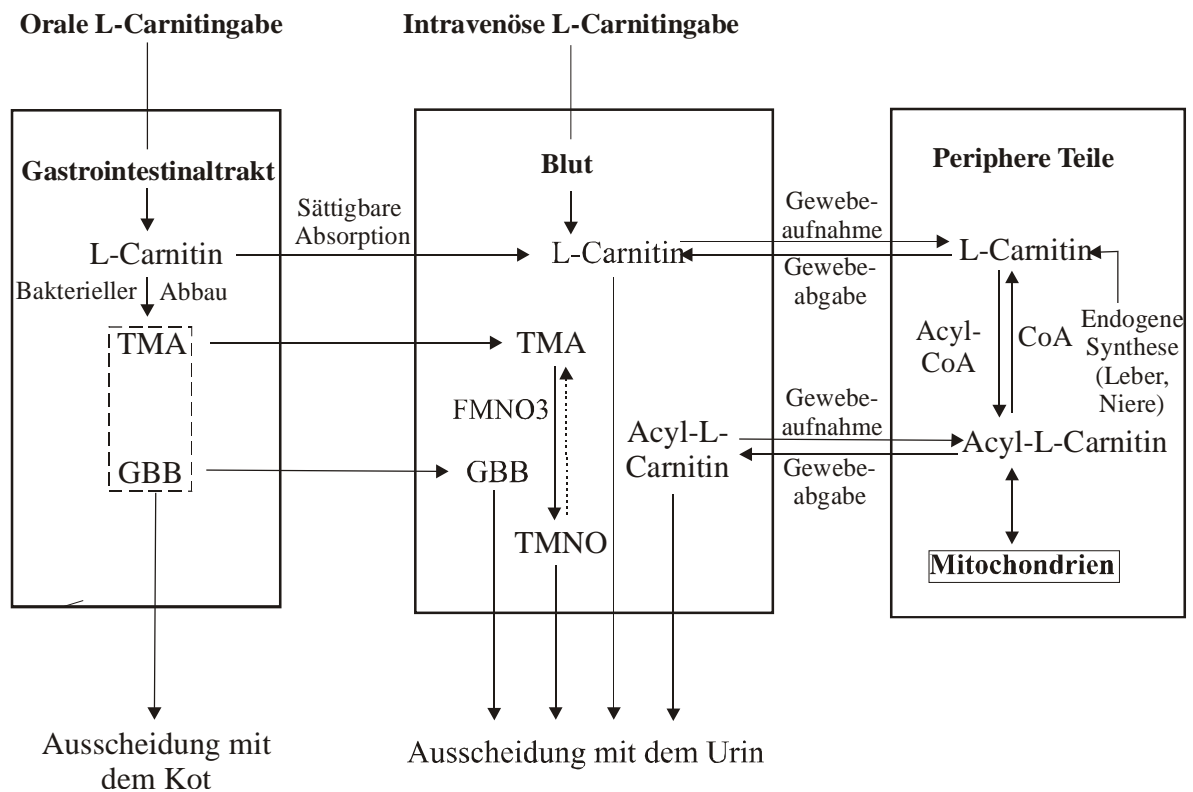 Orale L-Carnitingabe
Intravenöse L-Carnitingabe
Gastrointestinaltrakt
L-Carnitin
Bakterieller Abbau
TMA
GBB
Ausscheidung mit
dem Kot
Sättigbare
Absorption
Blut
L-Carnitin
TMA
FMNO3
GBB
TMNO
Acyl-L-
Carnitin
Ausscheidung mit dem Urin
Gewebe-
aufnahme
Gewebe-
abgabe
Gewebe-
aufnahme
Gewebe-
abgabe
Periphere Teile
L-Carnitin
Acyl-
CoA
CoA
Endogene
Synthese
(Leber,
Niere)
Acyl-L-Carnitin
Mitochondrien